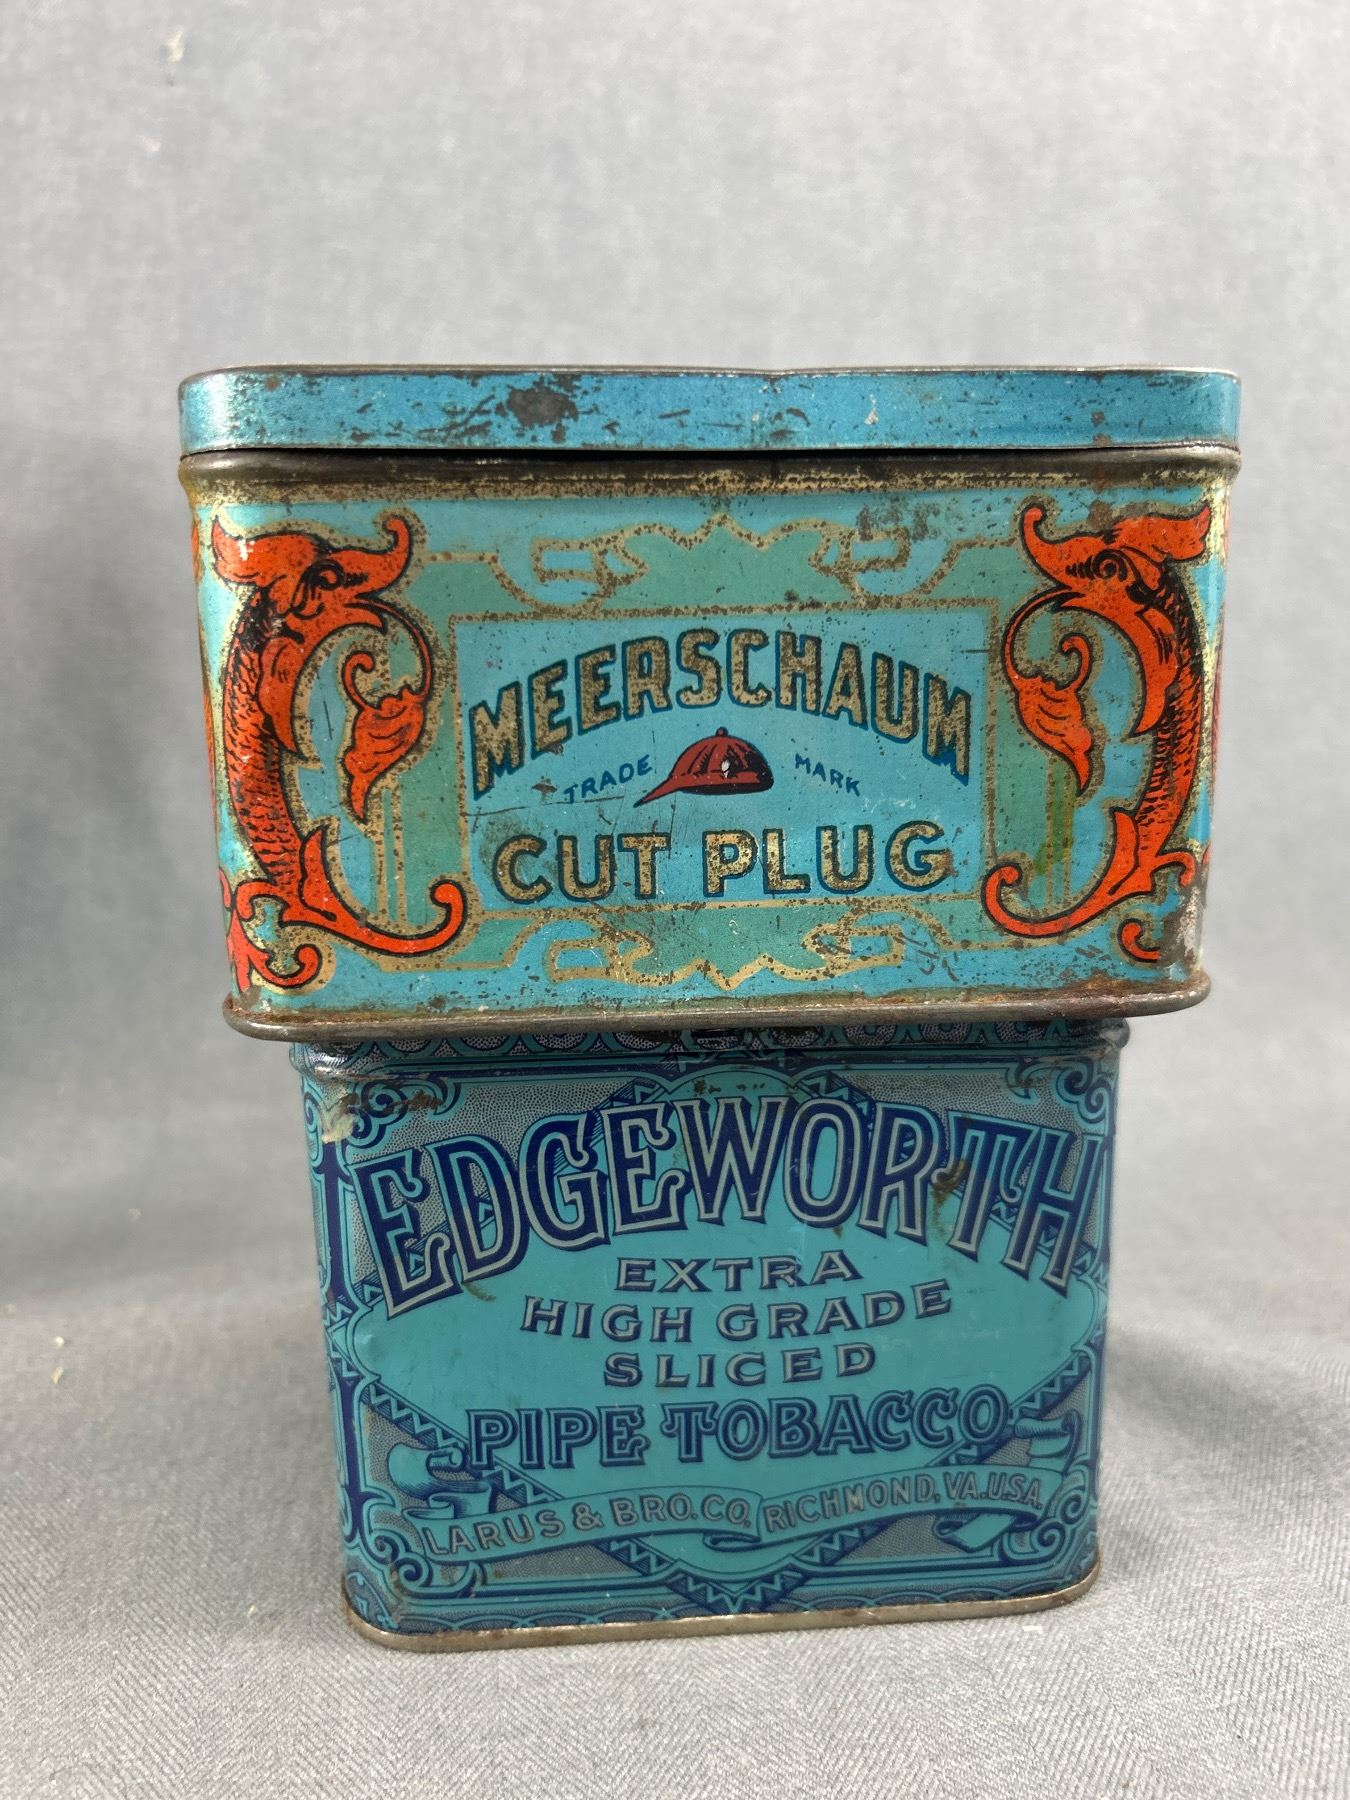 MEERSCHAUM
TRADE MARK
CUT PLUG
EDGEWORTH
EXTRA
HIGH GRADE
SLICED
PIPE TOBACCO
LARUS & BRO. CO. RICHMOND, VA. U.S.A.